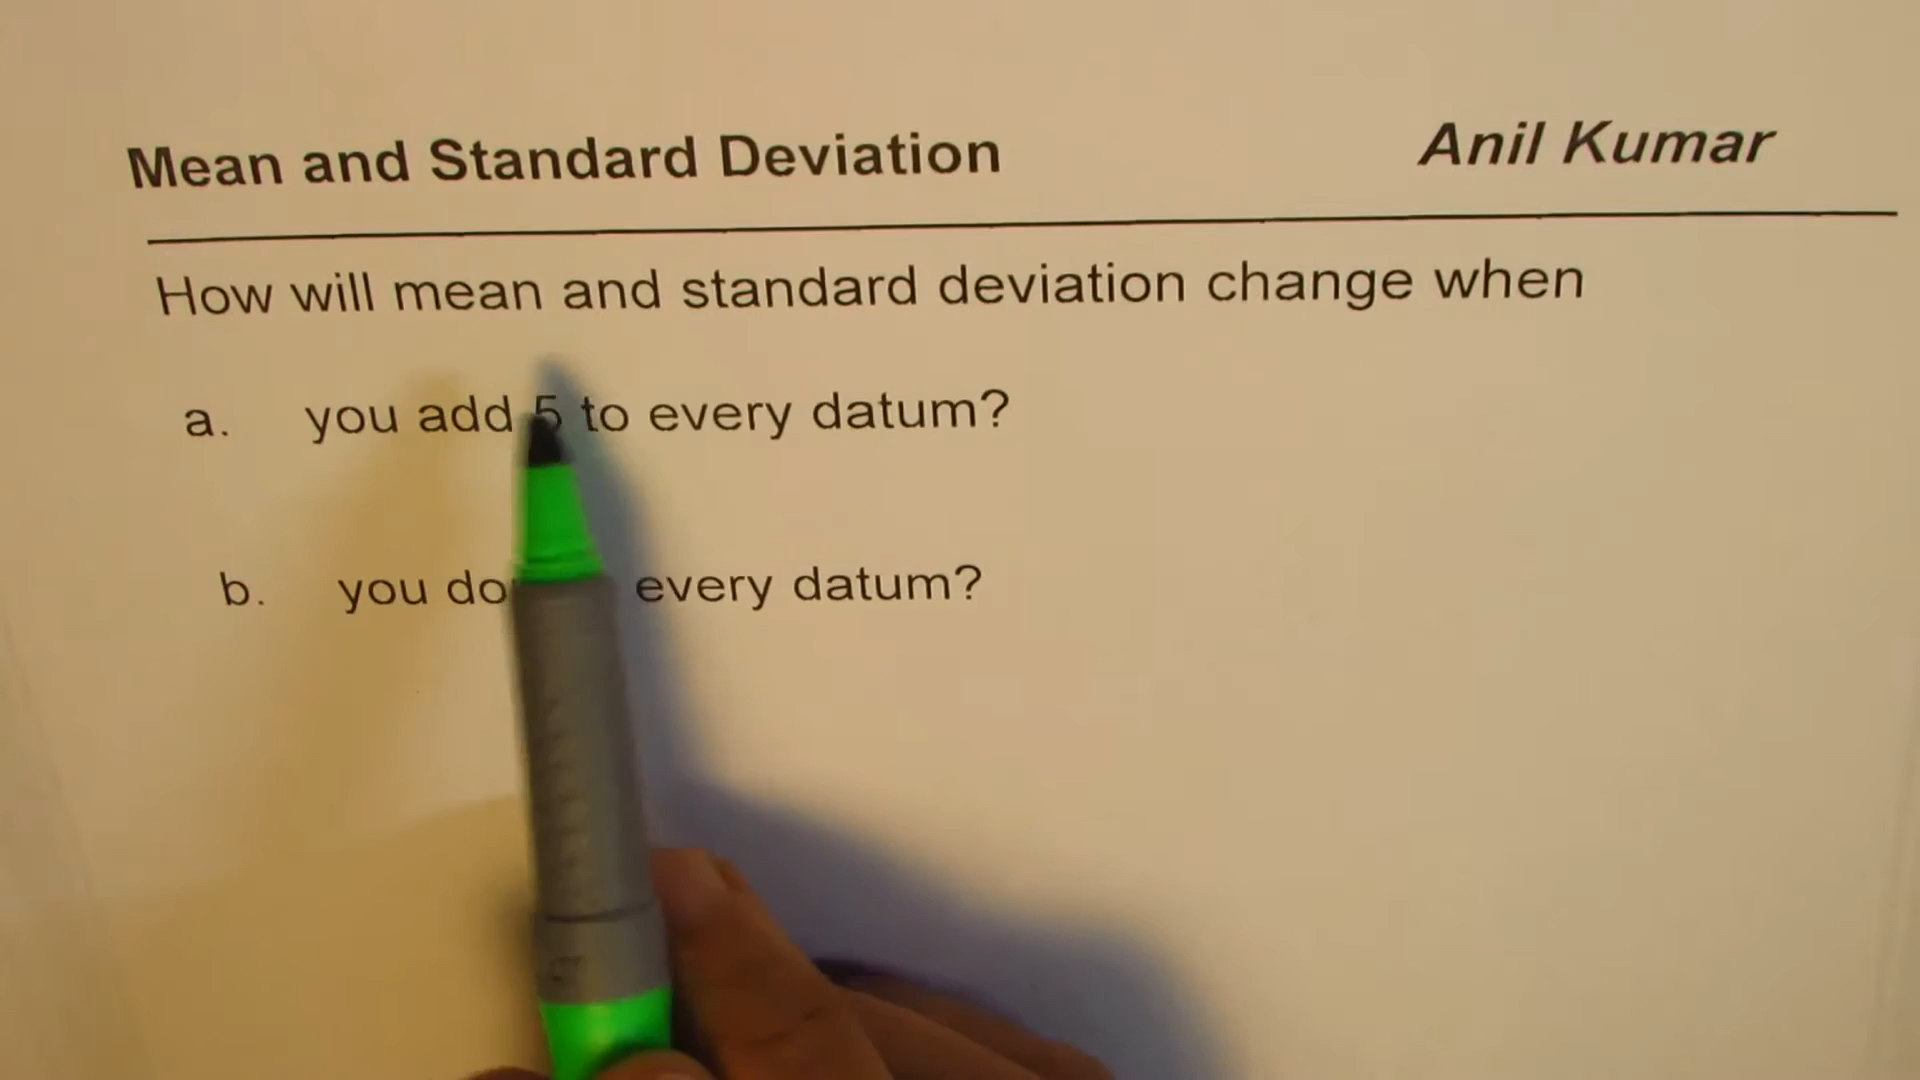 Mean and Standard Deviation Anil Kumar
How will mean and standard deviation change when
a. you add 5 to every datum?
b. you do every datum?